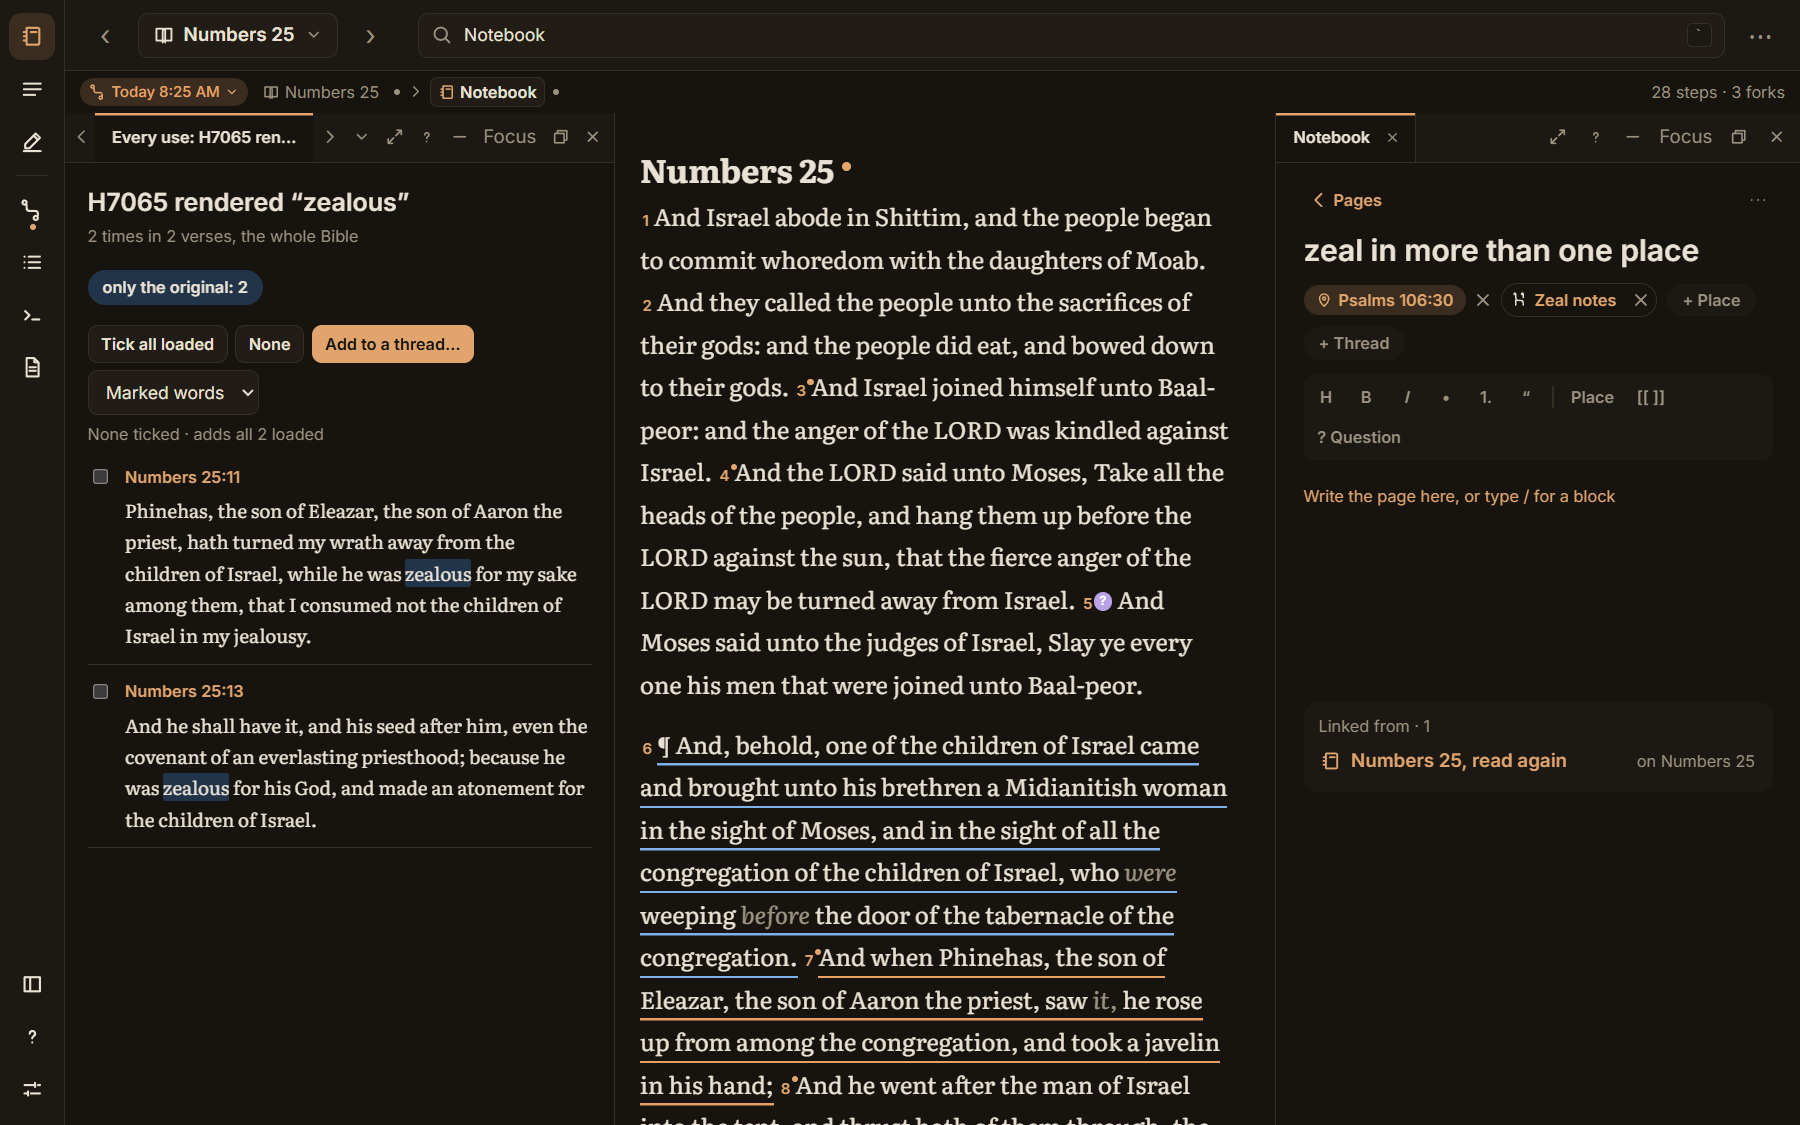 Numbers 25
Notebook
`
Today 8:25 AM
Numbers 25
Notebook
28 steps · 3 forks
Every use: H7065 ren...
? 
Focus
H7065 rendered “zealous”
2 times in 2 verses, the whole Bible
only the original: 2
Tick all loaded
None
Add to a thread...
Marked words
None ticked · adds all 2 loaded
Numbers 25:11
Phinehas, the son of Eleazar, the son of Aaron the
priest, hath turned my wrath away from the
children of Israel, while he was zealous for my sake
among them, that I consumed not the children of
Israel in my jealousy.
Numbers 25:13
And he shall have it, and his seed after him, even the
covenant of an everlasting priesthood; because he
was zealous for his God, and made an atonement for
the children of Israel.
Numbers 25
1 And Israel abode in Shittim, and the people began
to commit whoredom with the daughters of Moab.
2 And they called the people unto the sacrifices of
their gods: and the people did eat, and bowed down
to their gods. 3 And Israel joined himself unto Baal-
peor: and the anger of the LORD was kindled against
Israel. 4 And the LORD said unto Moses, Take all the
heads of the people, and hang them up before the
LORD against the sun, that the fierce anger of the
LORD may be turned away from Israel. 5 ? And
Moses said unto the judges of Israel, Slay ye every
one his men that were joined unto Baal-peor.
6 ¶ And, behold, one of the children of Israel came
and brought unto his brethren a Midianitish woman
in the sight of Moses, and in the sight of all the
congregation of the children of Israel, who were
weeping before the door of the tabernacle of the
congregation. 7 And when Phinehas, the son of
Eleazar, the son of Aaron the priest, saw it, he rose
up from among the congregation, and took a javelin
in his hand; 8 And he went after the man of Israel
into the tent, and thrust both of them through, the
Notebook
?
Focus
Pages
zeal in more than one place
Psalms 106:30
Zeal notes
+ Place
+ Thread
H B I • 1. “ Place [[ ]]
? Question
Write the page here, or type / for a block
Linked from · 1
Numbers 25, read again
on Numbers 25
?